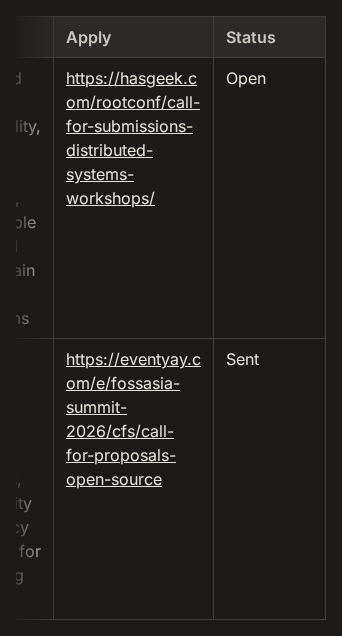 Apply
Status
https://hasgeek.c
om/rootconf/call-
for-submissions-
distributed-
systems-
workshops/
Open
https://eventyay.c
om/e/fossasia-
summit-
2026/cfs/call-
for-proposals-
open-source
Sent
for